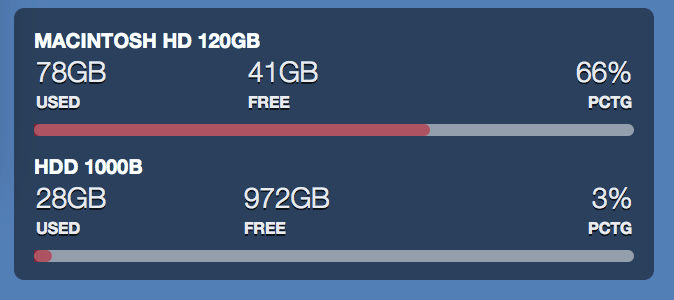 MACINTOSH HD 120GB
78GB 41GB 66%
USED FREE PCTG
HDD 1000B
28GB 972GB 3%
USED FREE PCTG